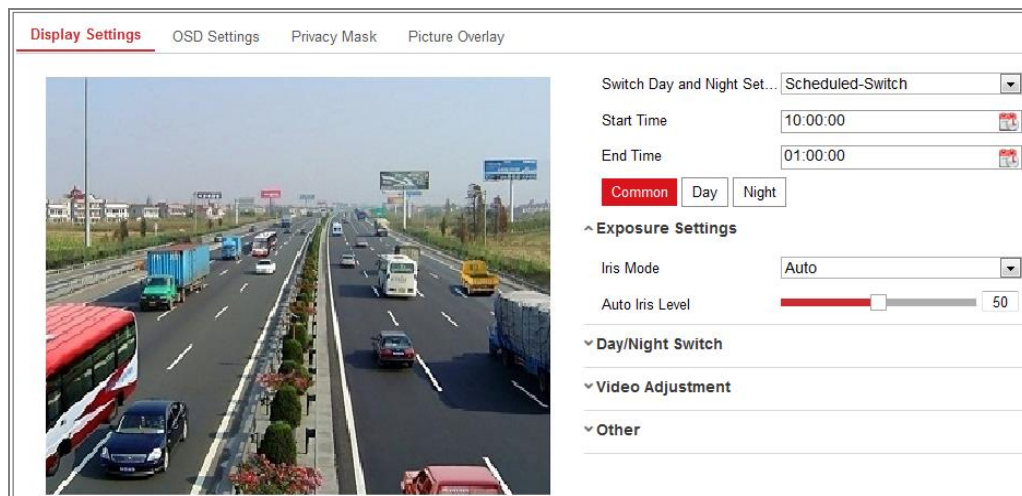 Display Settings OSD Settings Privacy Mask Picture Overlay
Switch Day and Night Set... Scheduled-Switch
Start Time 10:00:00
End Time 01:00:00
Common Day Night
Exposure Settings
Iris Mode Auto
Auto Iris Level 50
Day/Night Switch
Video Adjustment
Other